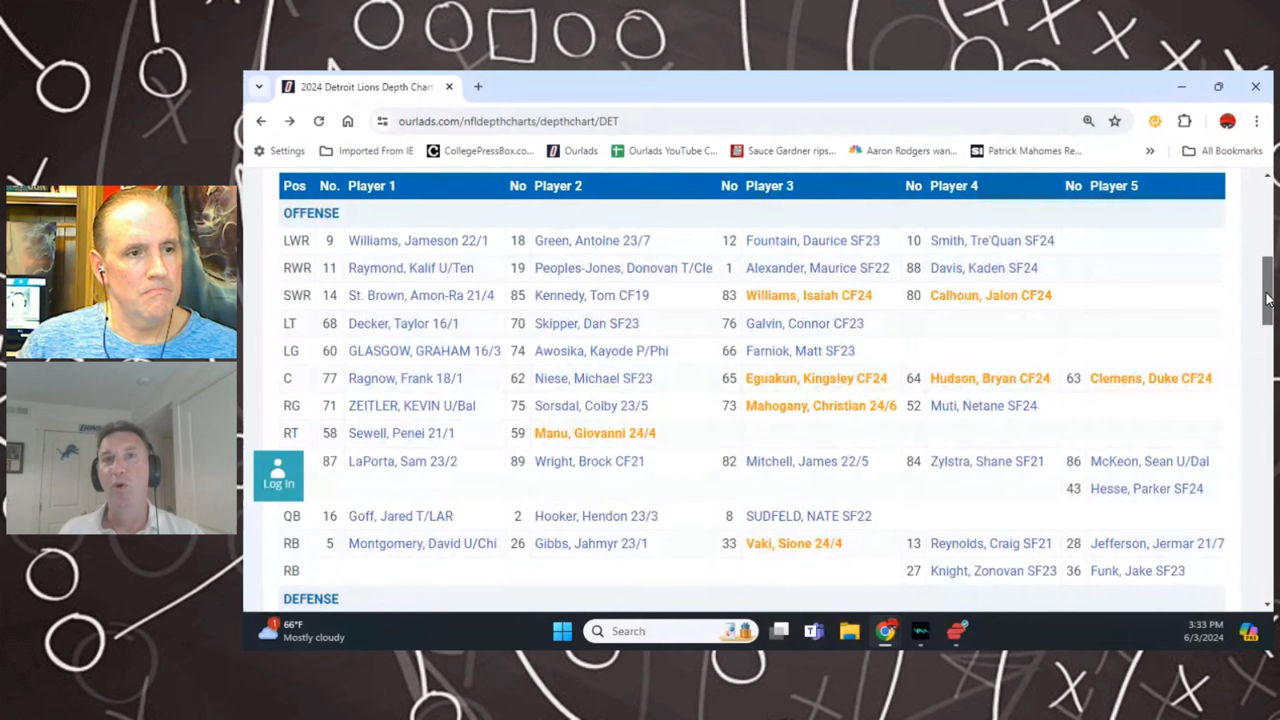 2024 Detroit Lions Depth Char
ourlads.com/nfldepthcharts/depthchart/DET
Settings Imported From IE CollegePressBox.co... Ourlads Ourlads YouTube C... Sauce Gardner rips... Aaron Rodgers wan... Patrick Mahomes Re... » All Bookmarks
Pos No. Player 1 No Player 2 No Player 3 No Player 4 No Player 5
OFFENSE
LWR 9 Williams, Jameson 22/1 18 Green, Antoine 23/7 12 Fountain, Daurice SF23 10 Smith, Tre'Quan SF24
RWR 11 Raymond, Kalif U/Ten 19 Peoples-Jones, Donovan T/Cle 1 Alexander, Maurice SF22 88 Davis, Kaden SF24
SWR 14 St. Brown, Amon-Ra 21/4 85 Kennedy, Tom CF19 83 Williams, Isaiah CF24 80 Calhoun, Jalon CF24
LT 68 Decker, Taylor 16/1 70 Skipper, Dan SF23 76 Galvin, Connor CF23
LG 60 GLASGOW, GRAHAM 16/3 74 Awosika, Kayode P/Phi 66 Farniok, Matt SF23
C 77 Ragnow, Frank 18/1 62 Niese, Michael SF23 65 Eguakun, Kingsley CF24 64 Hudson, Bryan CF24 63 Clemens, Duke CF24
RG 71 ZEITLER, KEVIN U/Bal 75 Sorsdal, Colby 23/5 73 Mahogany, Christian 24/6 52 Muti, Netane SF24
RT 58 Sewell, Penei 21/1 59 Manu, Giovanni 24/4
87 LaPorta, Sam 23/2 89 Wright, Brock CF21 82 Mitchell, James 22/5 84 Zylstra, Shane SF21 86 McKeon, Sean U/Dal
Log In
43 Hesse, Parker SF24
QB 16 Goff, Jared T/LAR 2 Hooker, Hendon 23/3 8 SUDFELD, NATE SF22
RB 5 Montgomery, David U/Chi 26 Gibbs, Jahmyr 23/1 33 Vaki, Sione 24/4 13 Reynolds, Craig SF21 28 Jefferson, Jermar 21/7
RB 27 Knight, Zonovan SF23 36 Funk, Jake SF23
DEFENSE
1 66°F
Mostly cloudy
Search
3:33 PM
6/3/2024